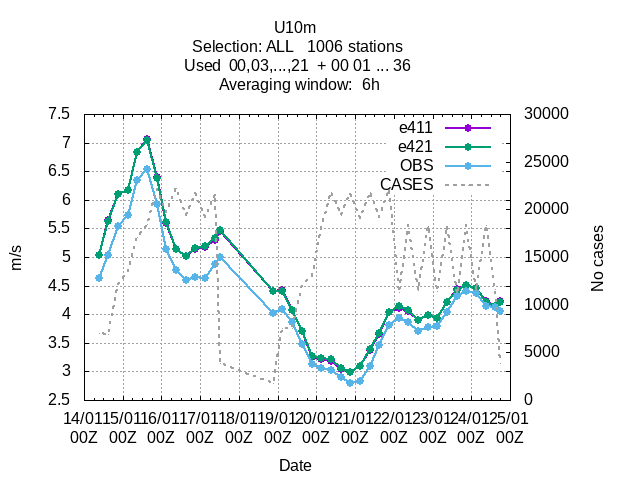 U10m
Selection: ALL   1006 stations
Used  00,03,...,21  + 00 01 ... 36
Averaging window:  6h
7.5
7
6.5
6
5.5
5
4.5
4
3.5
3
2.5
m/s
30000
25000
20000
15000
10000
5000
0
No cases
e411
e421
OBS
CASES
14/01 15/01 16/01 17/01 18/01 19/01 20/01 21/01 22/01 23/01 24/01 25/01
00Z 00Z 00Z 00Z 00Z 00Z 00Z 00Z 00Z 00Z 00Z 00Z
Date